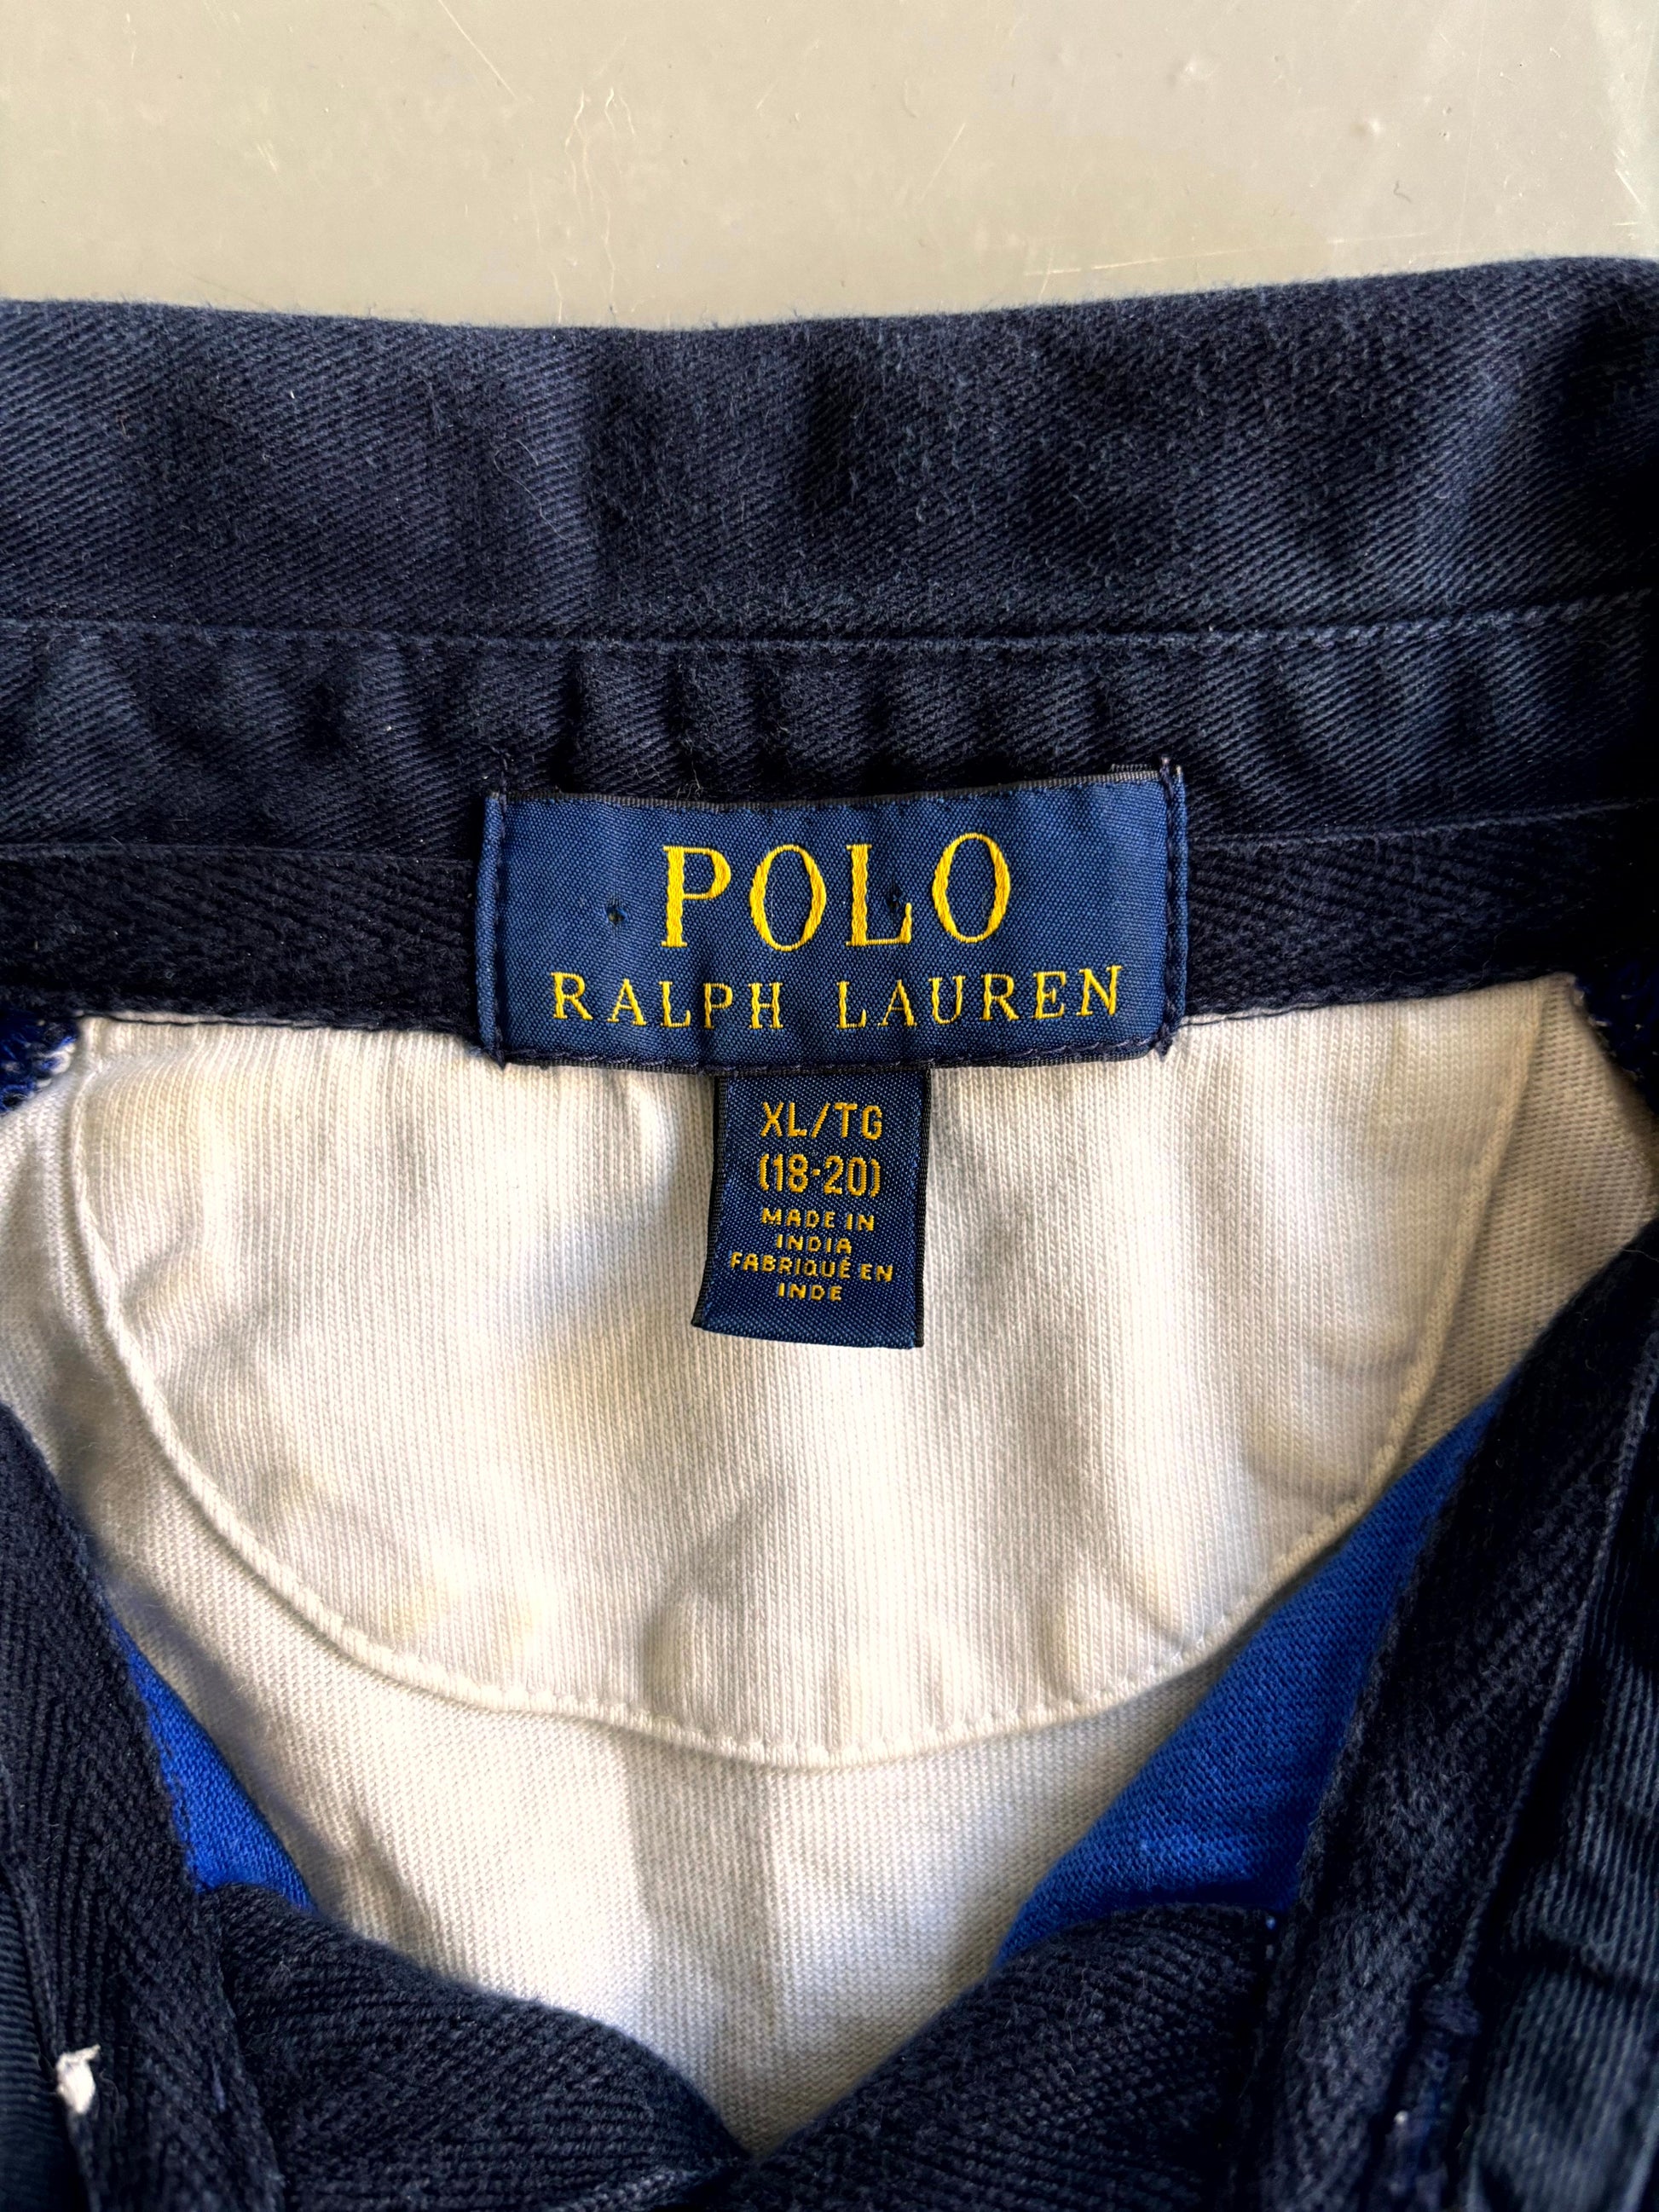 POLO
RALPH LAUREN
XL/TG
(18-20)
MADE IN
INDIA
FABRIQUÉ EN
INDE